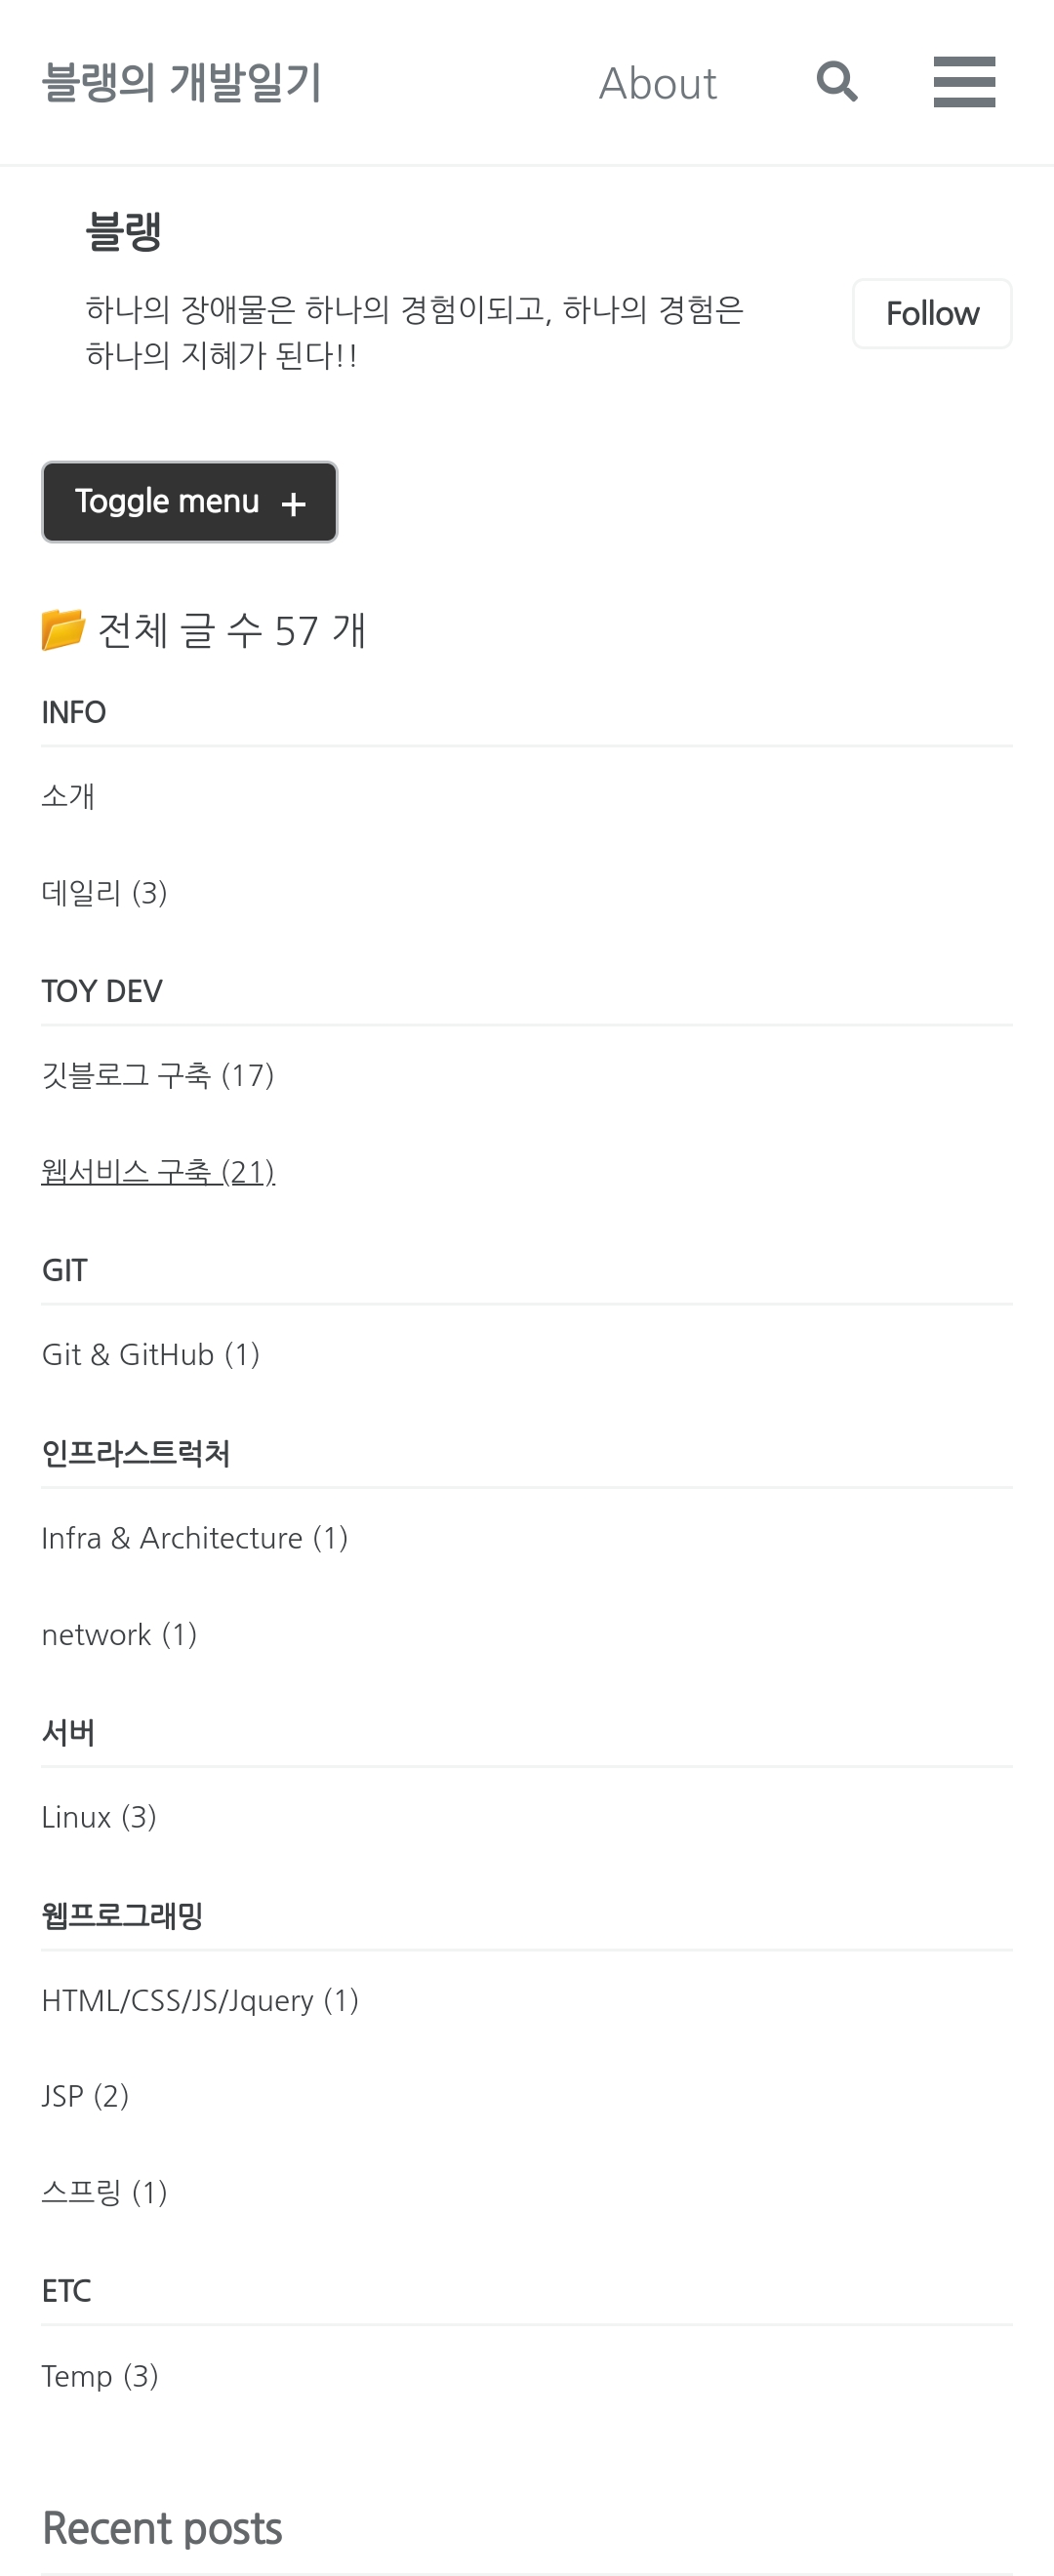 블랭의 개발일기 About
블랭
하나의 장애물은 하나의 경험이되고, 하나의 경험은
하나의 지혜가 된다!!
Follow
Toggle menu +
📂 전체 글 수 57 개
INFO
소개
데일리 (3)
TOY DEV
깃블로그 구축 (17)
웹서비스 구축 (21)
GIT
Git & GitHub (1)
인프라스트럭처
Infra & Architecture (1)
network (1)
서버
Linux (3)
웹프로그래밍
HTML/CSS/JS/Jquery (1)
JSP (2)
스프링 (1)
ETC
Temp (3)
Recent posts